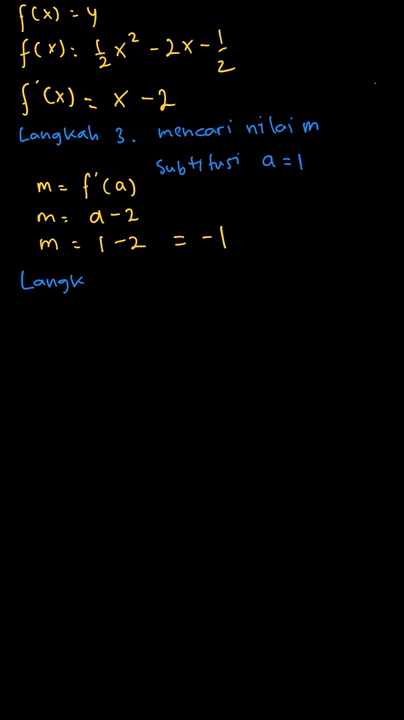 f(x) = y
f(x) = 1/2 x² - 2x - 1/2
f'(x) = x - 2
Langkah 3. mencari nilai m
Subtitusi a = 1
m = f'(a)
m = a - 2
m = 1 - 2 = -1
Langk